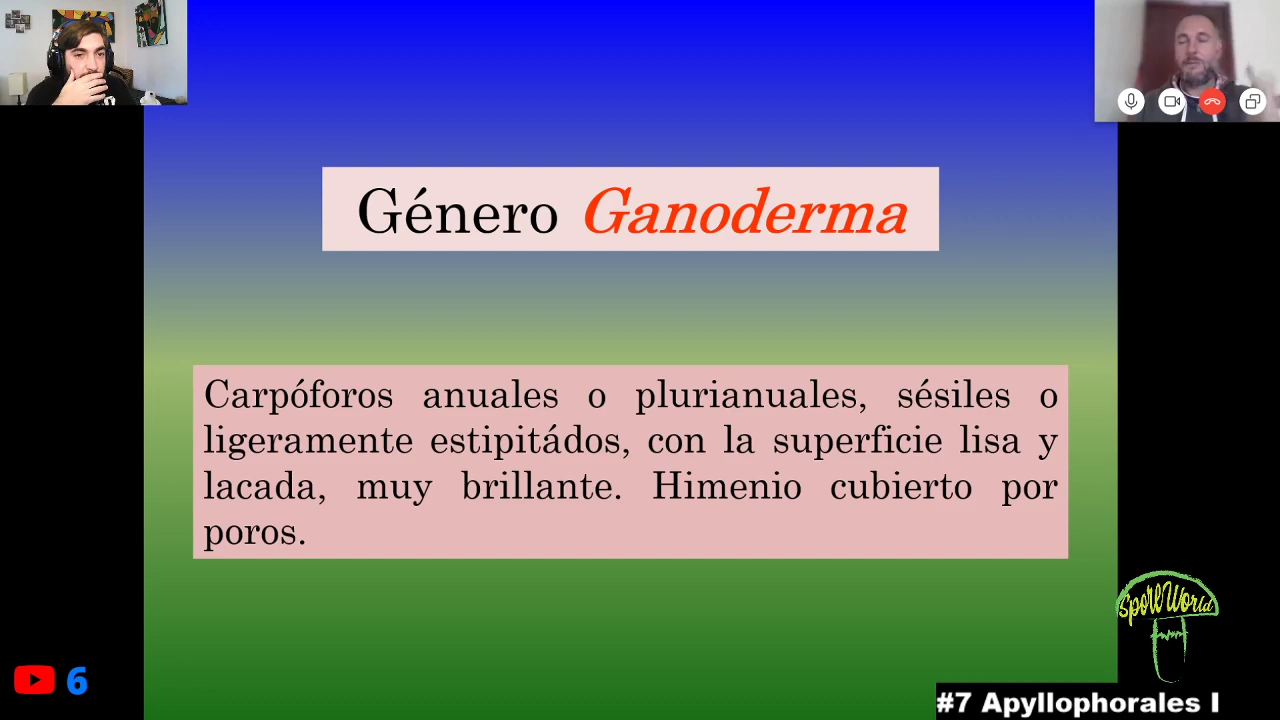 Género Ganoderma
Carpóforos anuales o plurianuales, sésiles o
ligeramente estipitádos, con la superficie lisa y
lacada, muy brillante. Himenio cubierto por
poros.
SporeWorld
6
#7 Apyllophorales I